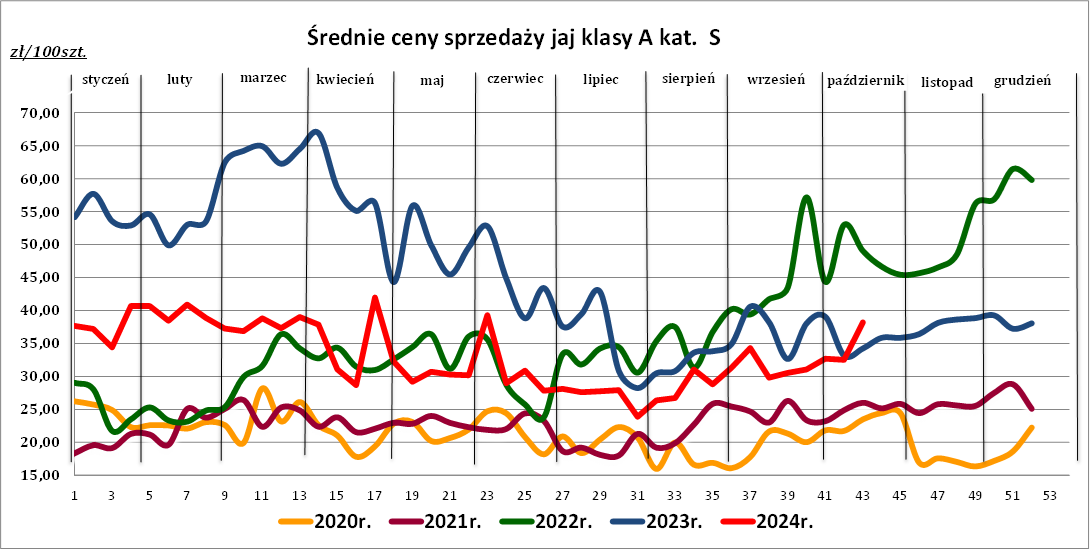 Średnie ceny sprzedaży jaj klasy A kat. S
zł/100szt.
styczeń luty marzec kwiecień maj czerwiec lipiec sierpień wrzesień październik listopad grudzień
70,00
65,00
60,00
55,00
50,00
45,00
40,00
35,00
30,00
25,00
20,00
15,00
1 3 5 7 9 11 13 15 17 19 21 23 25 27 29 31 33 35 37 39 41 43 45 47 49 51 53
2020r. 2021r. 2022r. 2023r. 2024r.